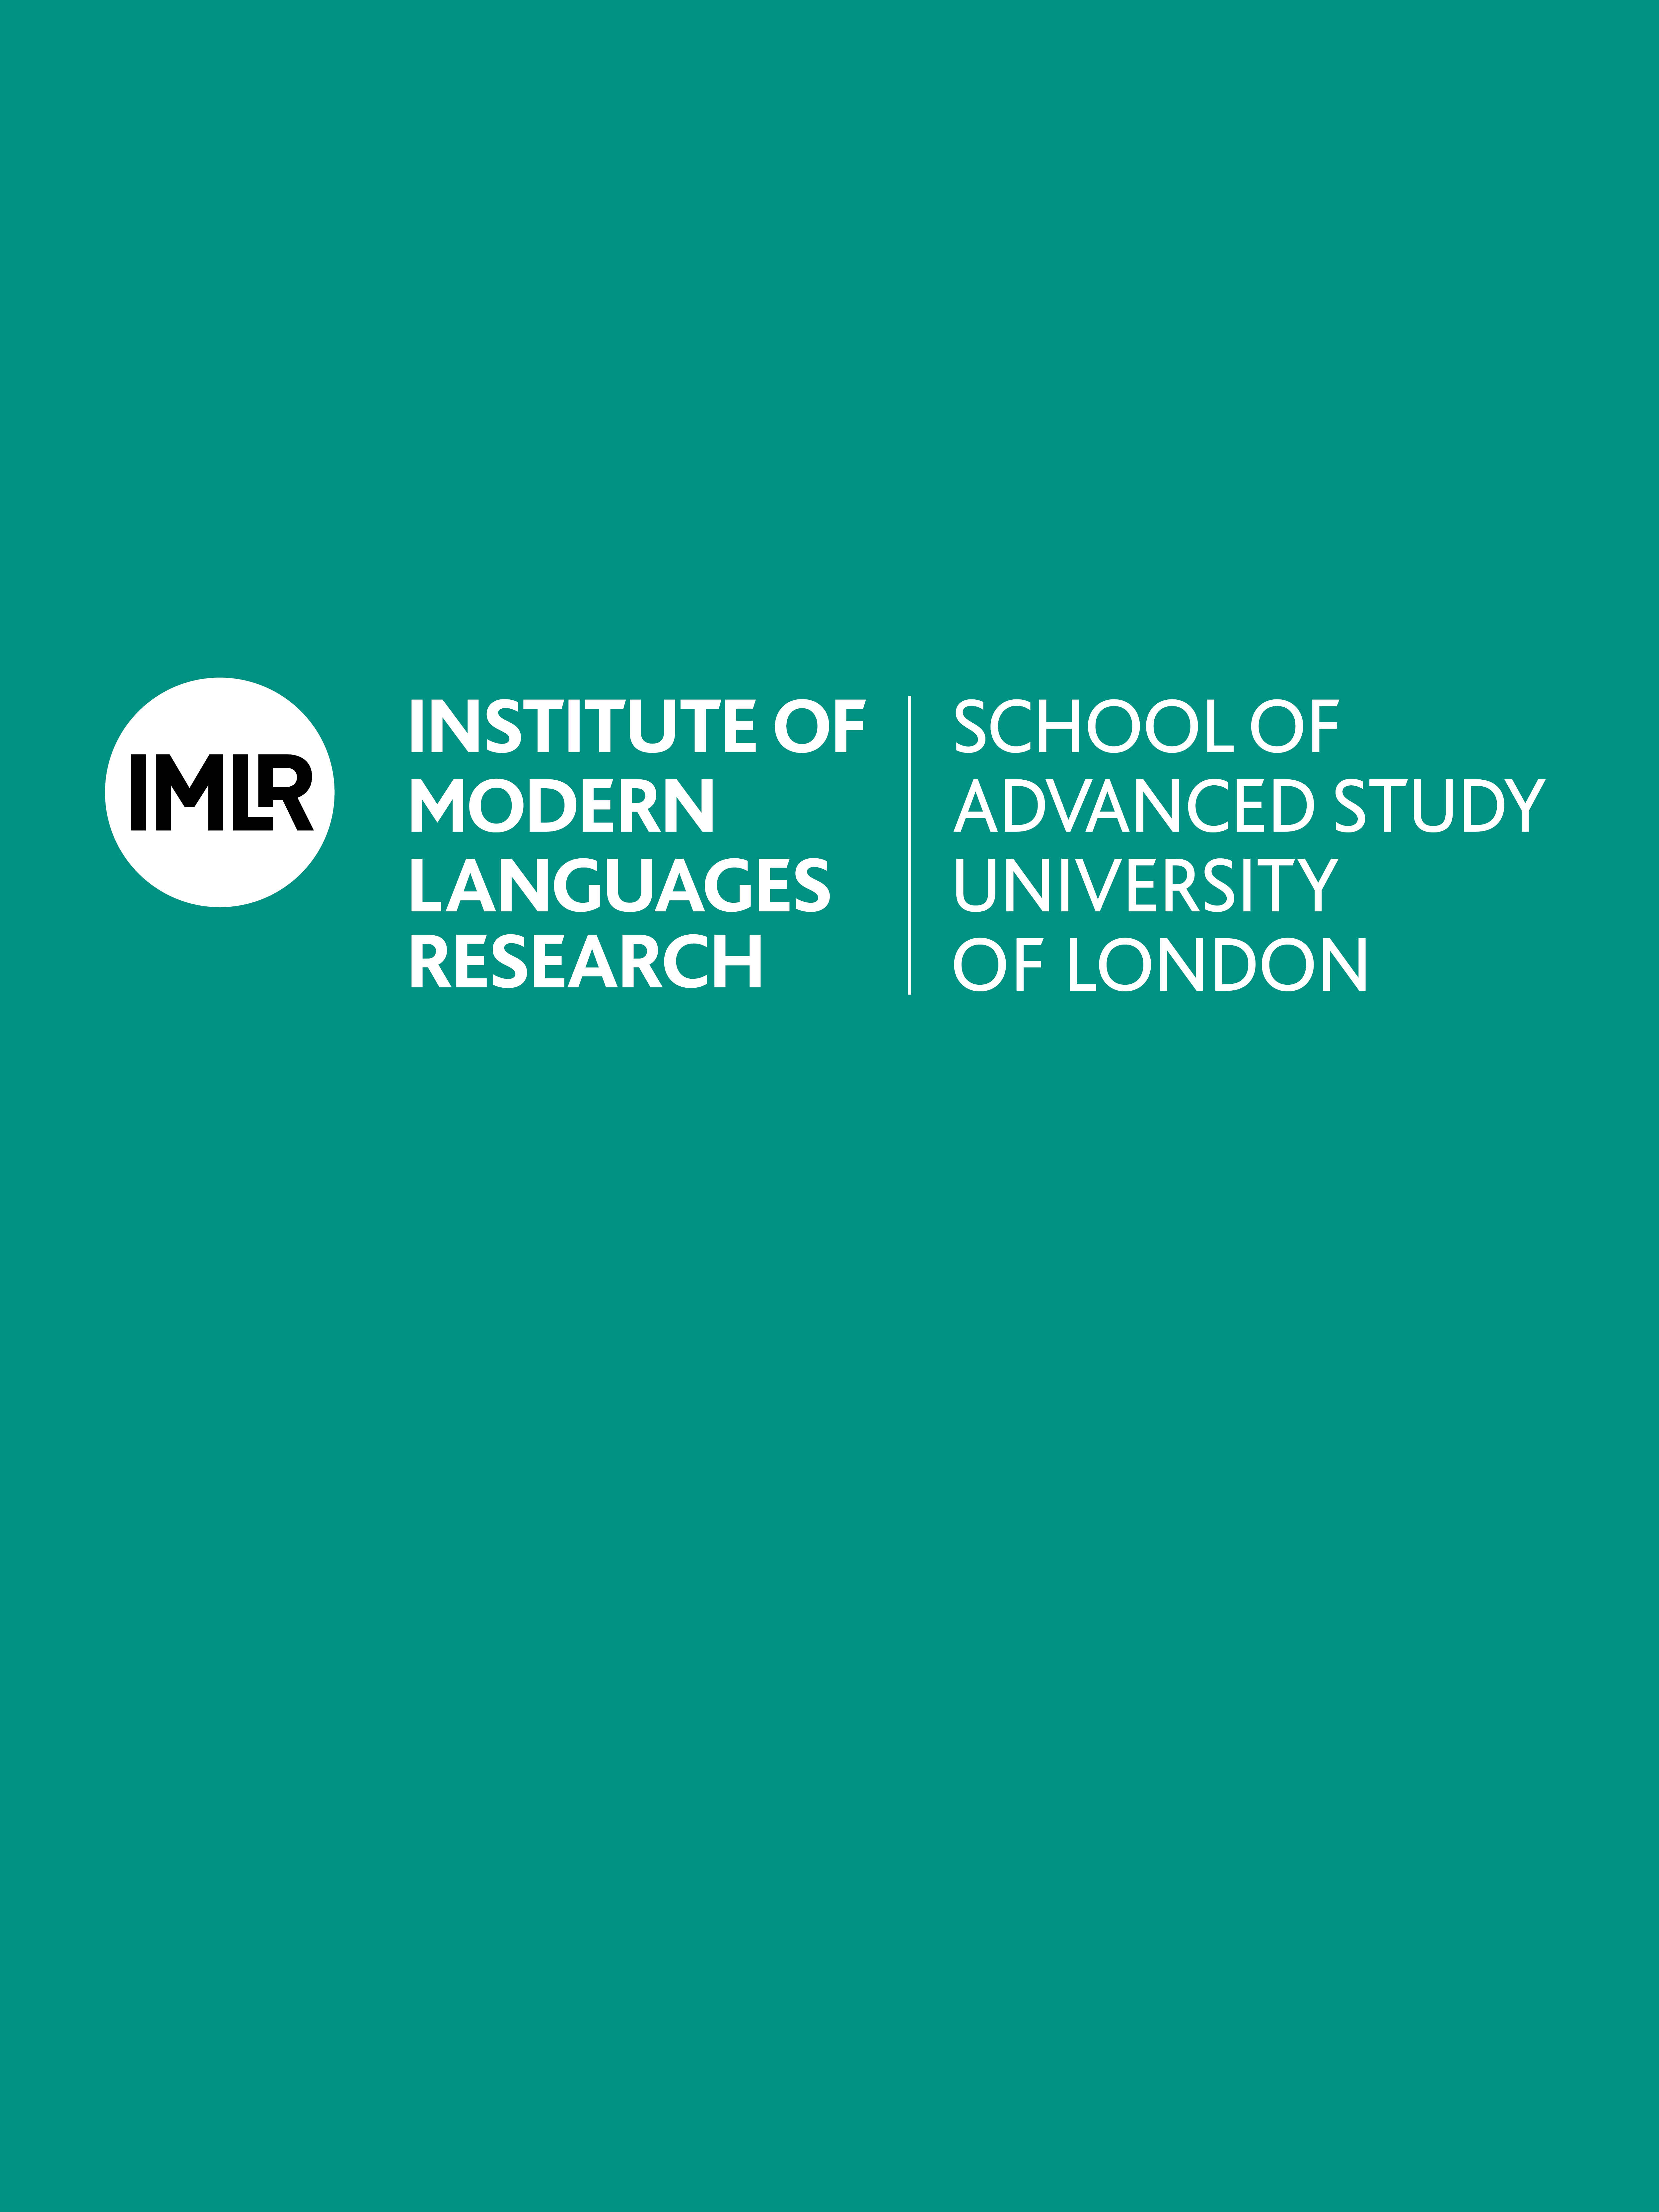 IMLR
INSTITUTE OF
MODERN
LANGUAGES
RESEARCH
SCHOOL OF
ADVANCED STUDY
UNIVERSITY
OF LONDON